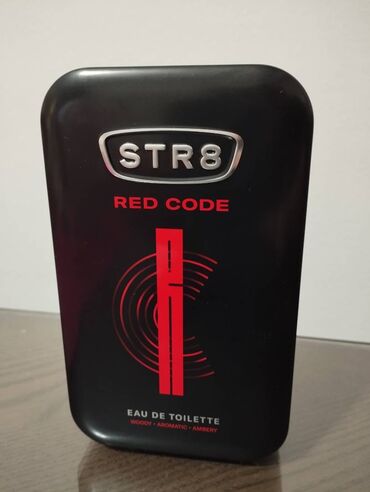 STR8
RED CODE
EAU DE TOILETTE
WOODY • AROMATIC • AMBERY